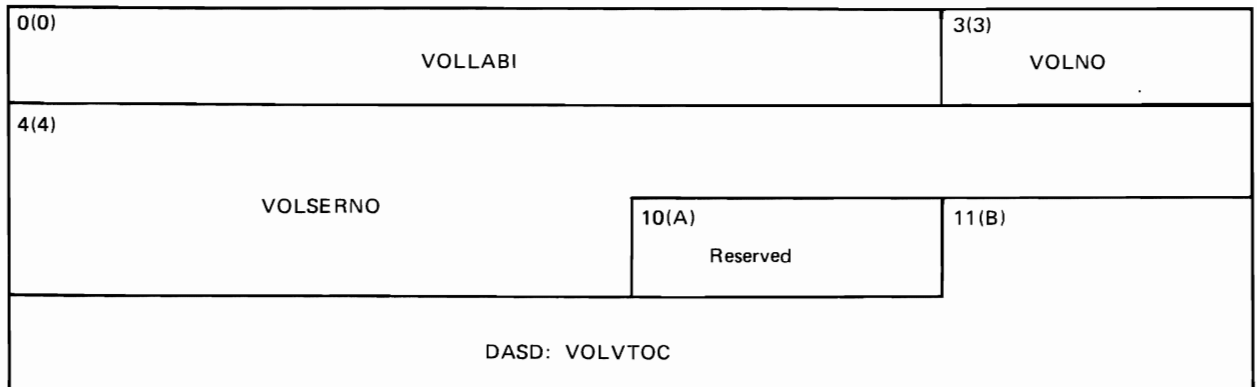 0(0)
VOLLABI
3(3)
VOLNO
4(4)
VOLSERNO
10(A)
Reserved
11(B)
DASD: VOLVTOC